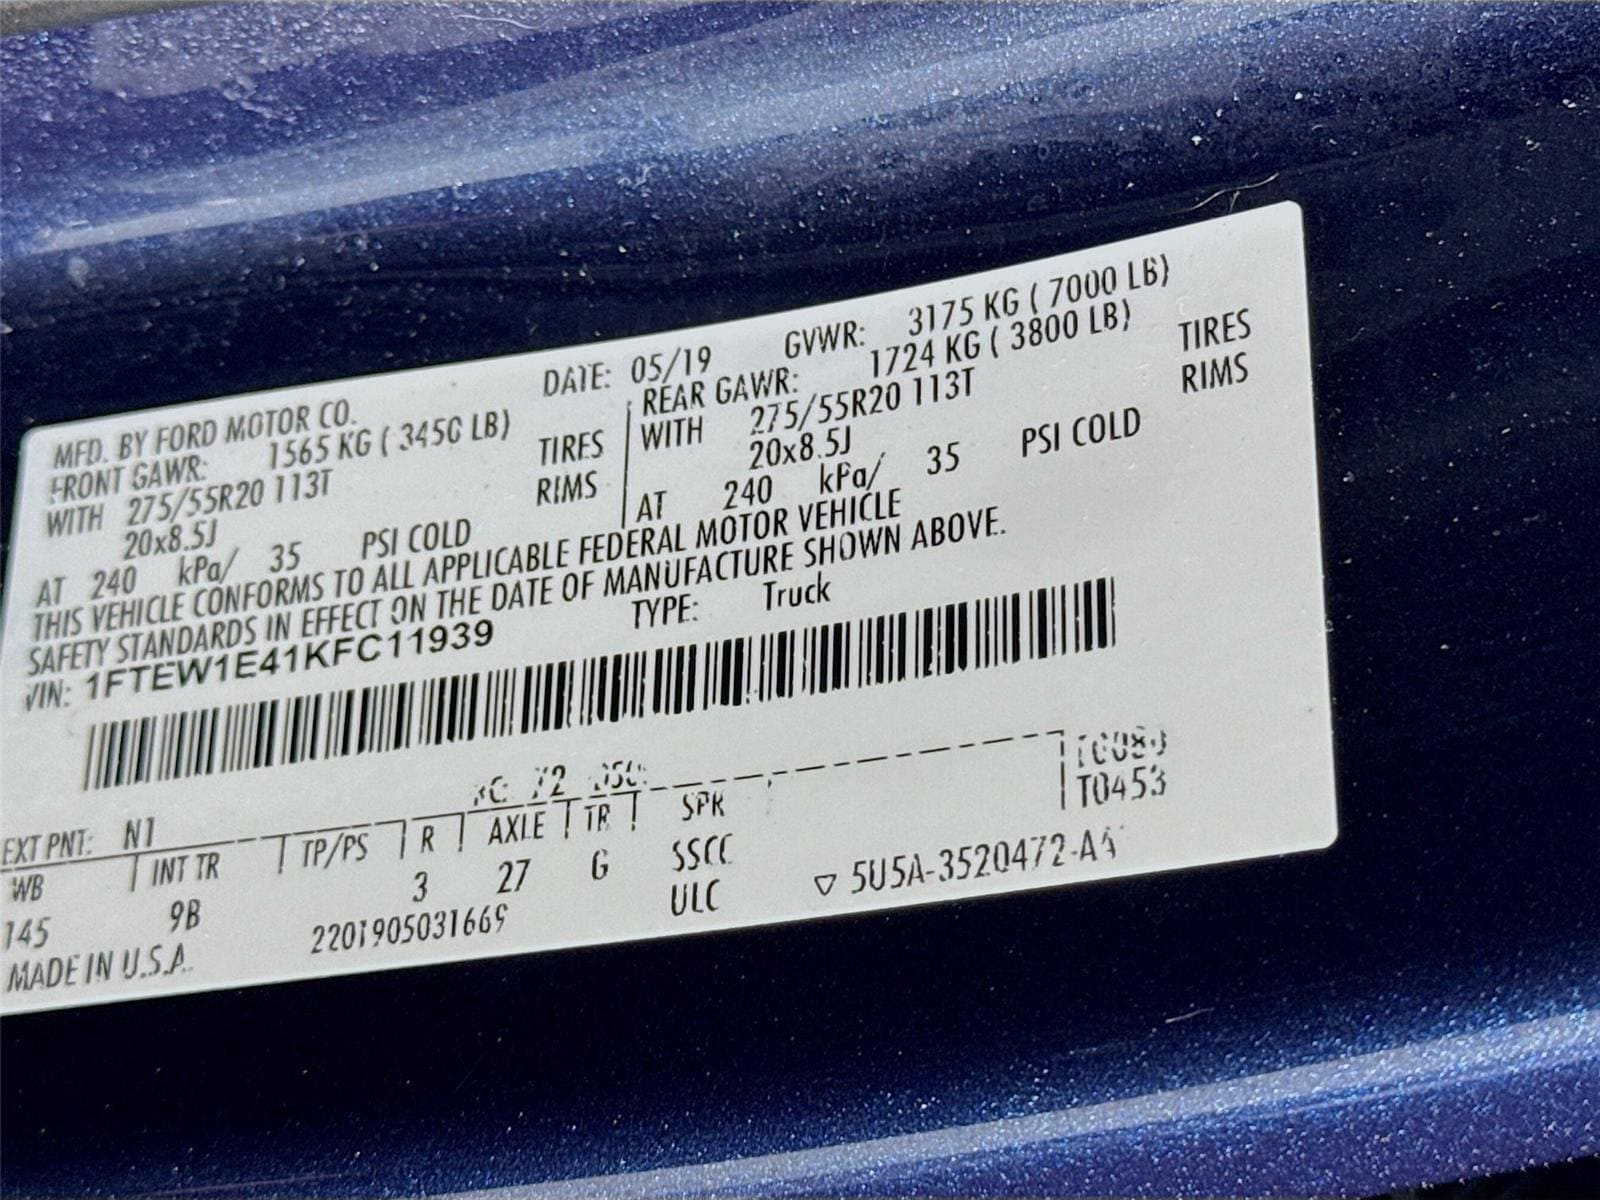 MFD. BY FORD MOTOR CO.
DATE: 05/19 GVWR: 3175 KG ( 7000 LB)
FRONT GAWR: 1565 KG ( 3450 LB)
REAR GAWR: 1724 KG ( 3800 LB)
WITH 275/55R20 113T TIRES
WITH 275/55R20 113T TIRES
20x8.5J RIMS
20x8.5J RIMS
AT 240 kPa/ 35 PSI COLD
AT 240 kPa/ 35 PSI COLD
THIS VEHICLE CONFORMS TO ALL APPLICABLE FEDERAL MOTOR VEHICLE
SAFETY STANDARDS IN EFFECT ON THE DATE OF MANUFACTURE SHOWN ABOVE.
VIN: 1FTEW1E41KFC11939
TYPE: Truck
EXT PNT: N1 72
T0453
WB INT TR TP/PS R AXLE TR SPR
145 9B 3 27 G SSCC
MADE IN U.S.A. 2201905031669 ULC
▽ 5U5A-3520472-